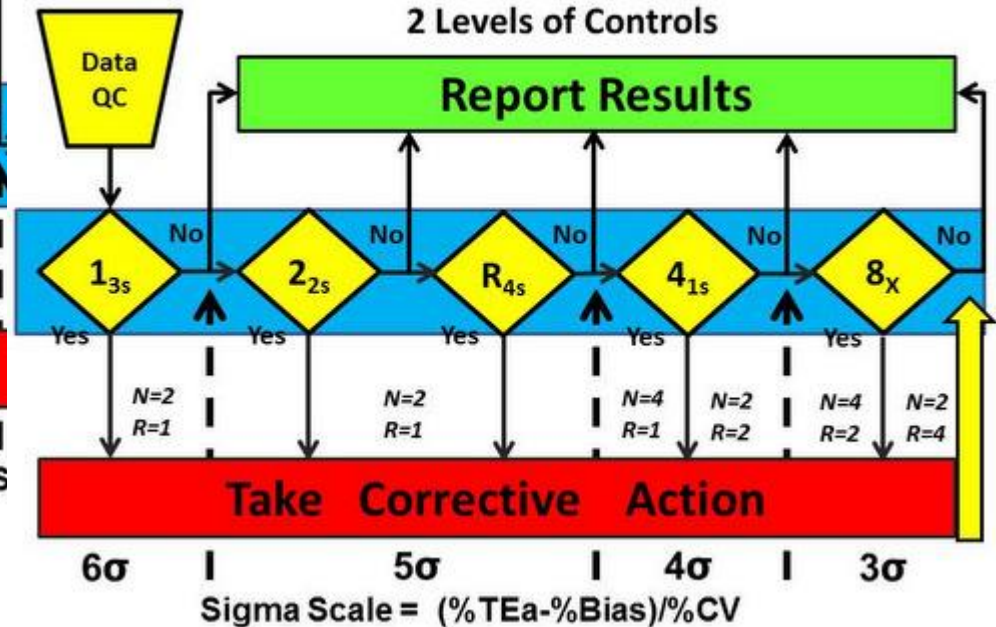 2 Levels of Controls
Data
QC
Report Results
No
No
No
No
No
1₃ₛ
2₂ₛ
R₄ₛ
4₁ₛ
8ₓ
Yes
Yes
Yes
Yes
Yes
N=2
R=1
N=2
R=1
N=4
R=1
N=2
R=2
N=4
R=2
N=2
R=4
Take Corrective Action
6σ
5σ
4σ
3σ
Sigma Scale = (%TEa-%Bias)/%CV